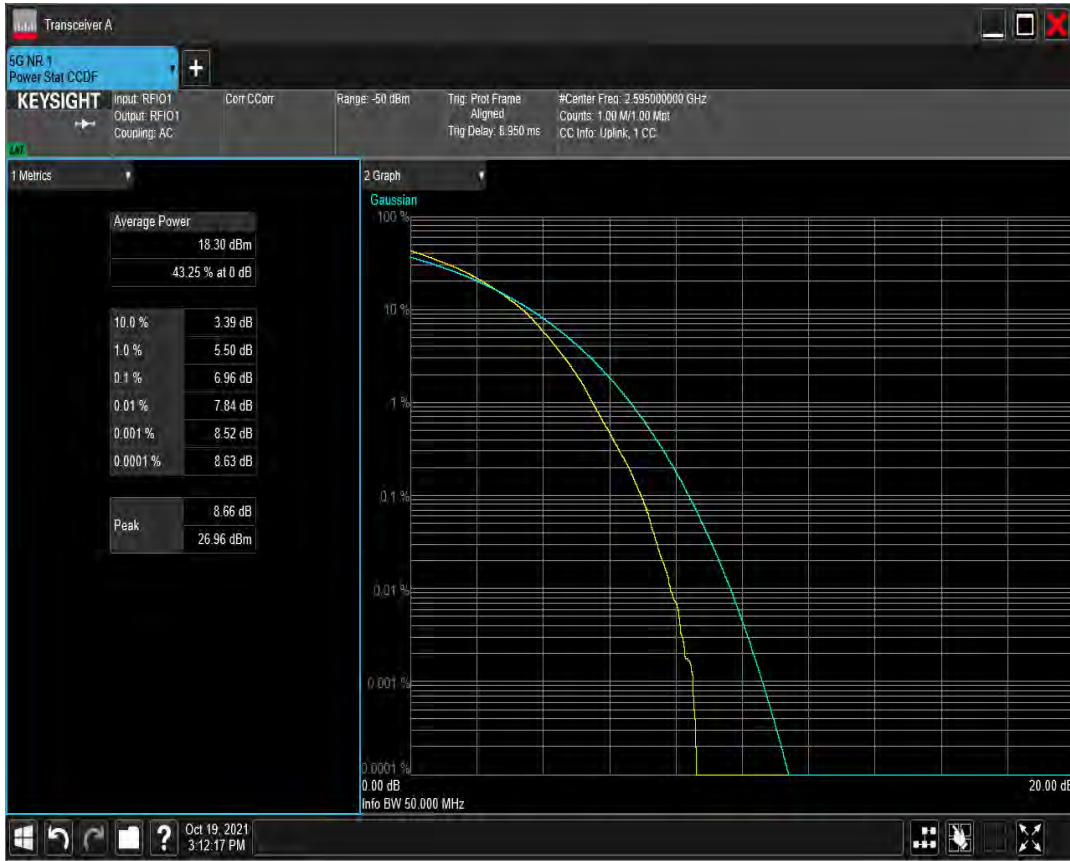 Transceiver A
5G NR 1
Power Stat CCDF
+
KEYSIGHT
Input: RFIO1
Output: RFIO1
Coupling: AC
Corr CCorr
Range: -50 dBm
Trig: Prot Frame
Aligned
Trig Delay: 8.950 ms
#Center Freq: 2.595000000 GHz
Counts: 1.00 M/1.00 Mpt
CC Info: Uplink, 1 CC
1 Metrics
Average Power
18.30 dBm
43.25 % at 0 dB
10.0 % 3.39 dB
1.0 % 5.50 dB
0.1 % 6.96 dB
0.01 % 7.84 dB
0.001 % 8.52 dB
0.0001 % 8.63 dB
Peak
8.66 dB
26.96 dBm
2 Graph
Gaussian
100 %
10 %
1 %
0.1 %
0.01 %
0.001 %
0.0001 %
0.00 dB
20.00 dB
Info BW 50.000 MHz
?
Oct 19, 2021
3:12:17 PM